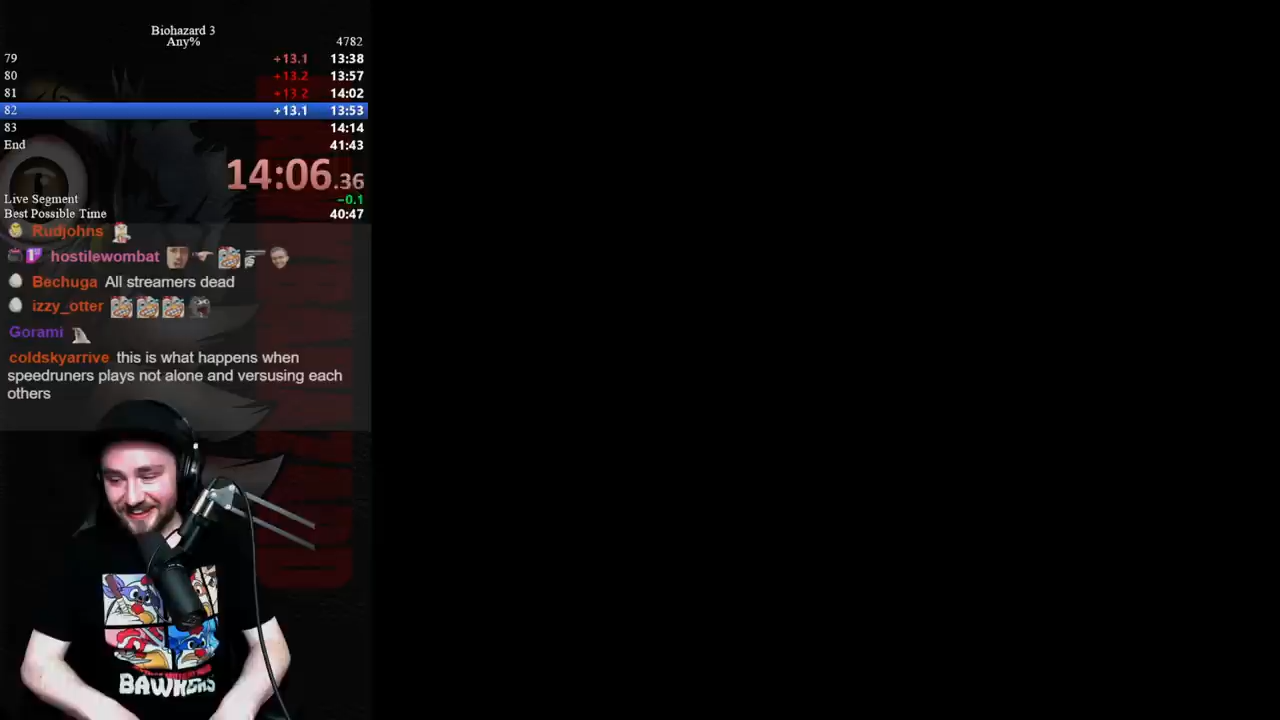 Biohazard 3
Any%
4782
79 +13.1 13:38
80 +13.2 13:57
81 +13.2 14:02
82 +13.1 13:53
83 14:14
End 41:43
14:06.36
Live Segment -0.1
Best Possible Time 40:47
Rudjohns
hostilewombat
Bechuga All streamers dead
izzy_otter
Gorami
coldskyarrive this is what happens when
speedruners plays not alone and versusing each
others
BAWKERS